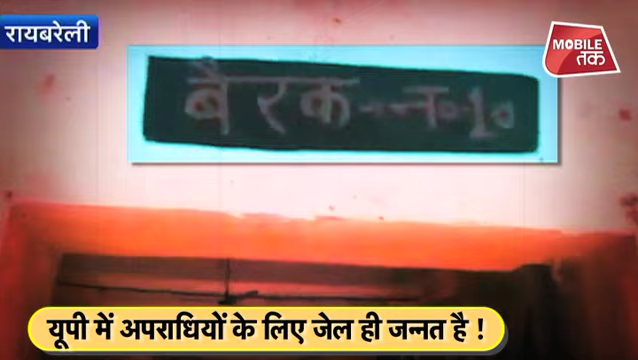 रायबरेली
MOBILE
तक
बैरक-नं०-10
यूपी में अपराधियों के लिए जेल ही जन्नत है !